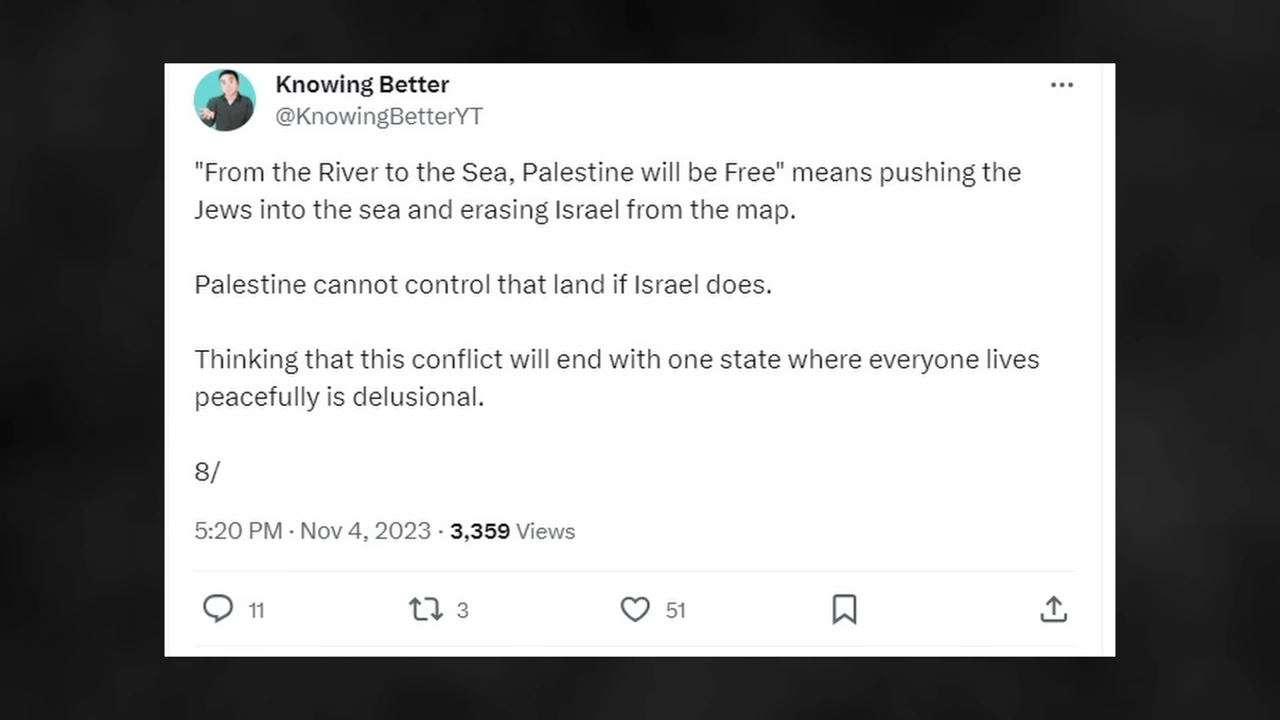 Knowing Better
@KnowingBetterYT
"From the River to the Sea, Palestine will be Free" means pushing the
Jews into the sea and erasing Israel from the map.
Palestine cannot control that land if Israel does.
Thinking that this conflict will end with one state where everyone lives
peacefully is delusional.
8/
5:20 PM · Nov 4, 2023 · 3,359 Views
11 3 51